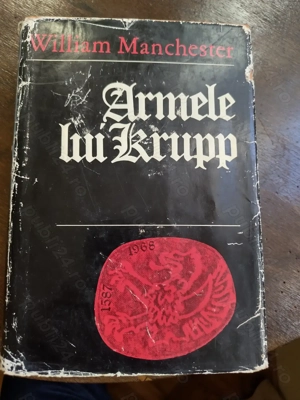 William Manchester
Armele
lui Krupp
1587
1968